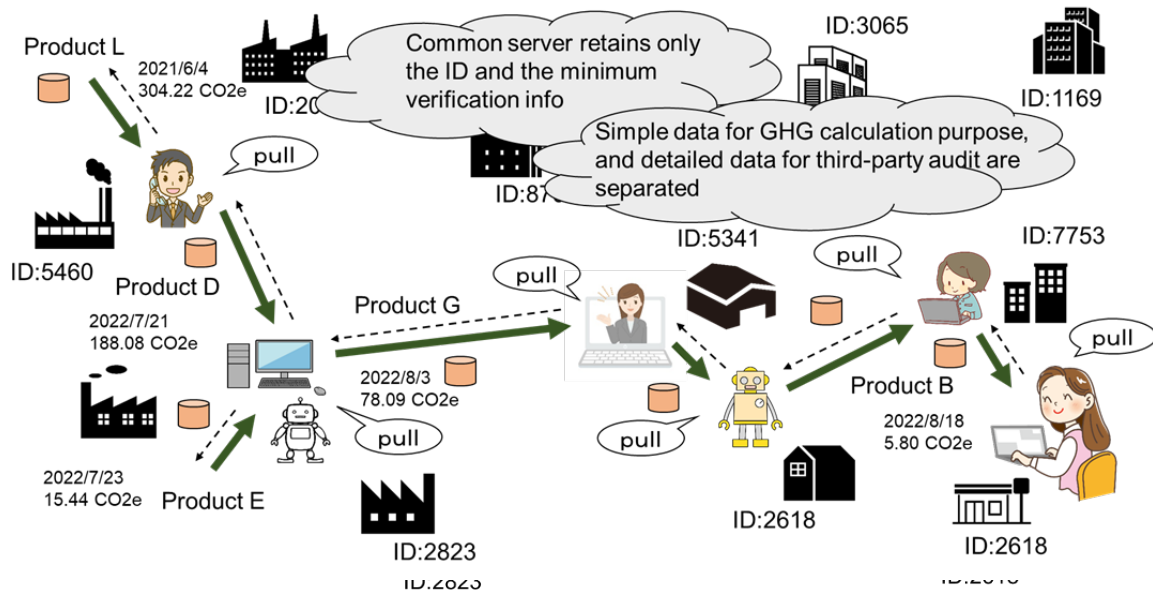 Product L
2021/6/4
304.22 CO2e
Common server retains only
the ID and the minimum
verification info
ID:3065
ID:1169
Simple data for GHG calculation purpose,
and detailed data for third-party audit are
separated
pull
ID:5460
Product D
2022/7/21
188.08 CO2e
Product G
pull
ID:5341
pull
ID:7753
pull
2022/8/3
78.09 CO2e
pull
pull
Product B
2022/8/18
5.80 CO2e
2022/7/23
15.44 CO2e
Product E
ID:2823
ID:2618
ID:2618